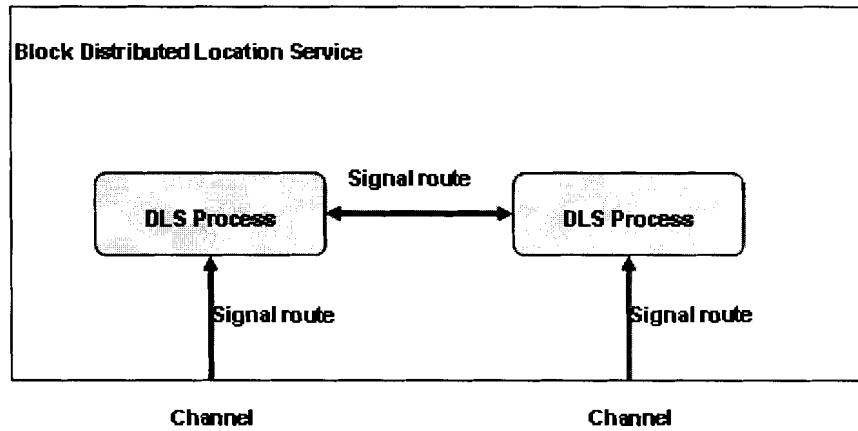 Block Distributed Location Service
Signal route
DLS Process
DLS Process
Signal route
Signal route
Channel
Channel